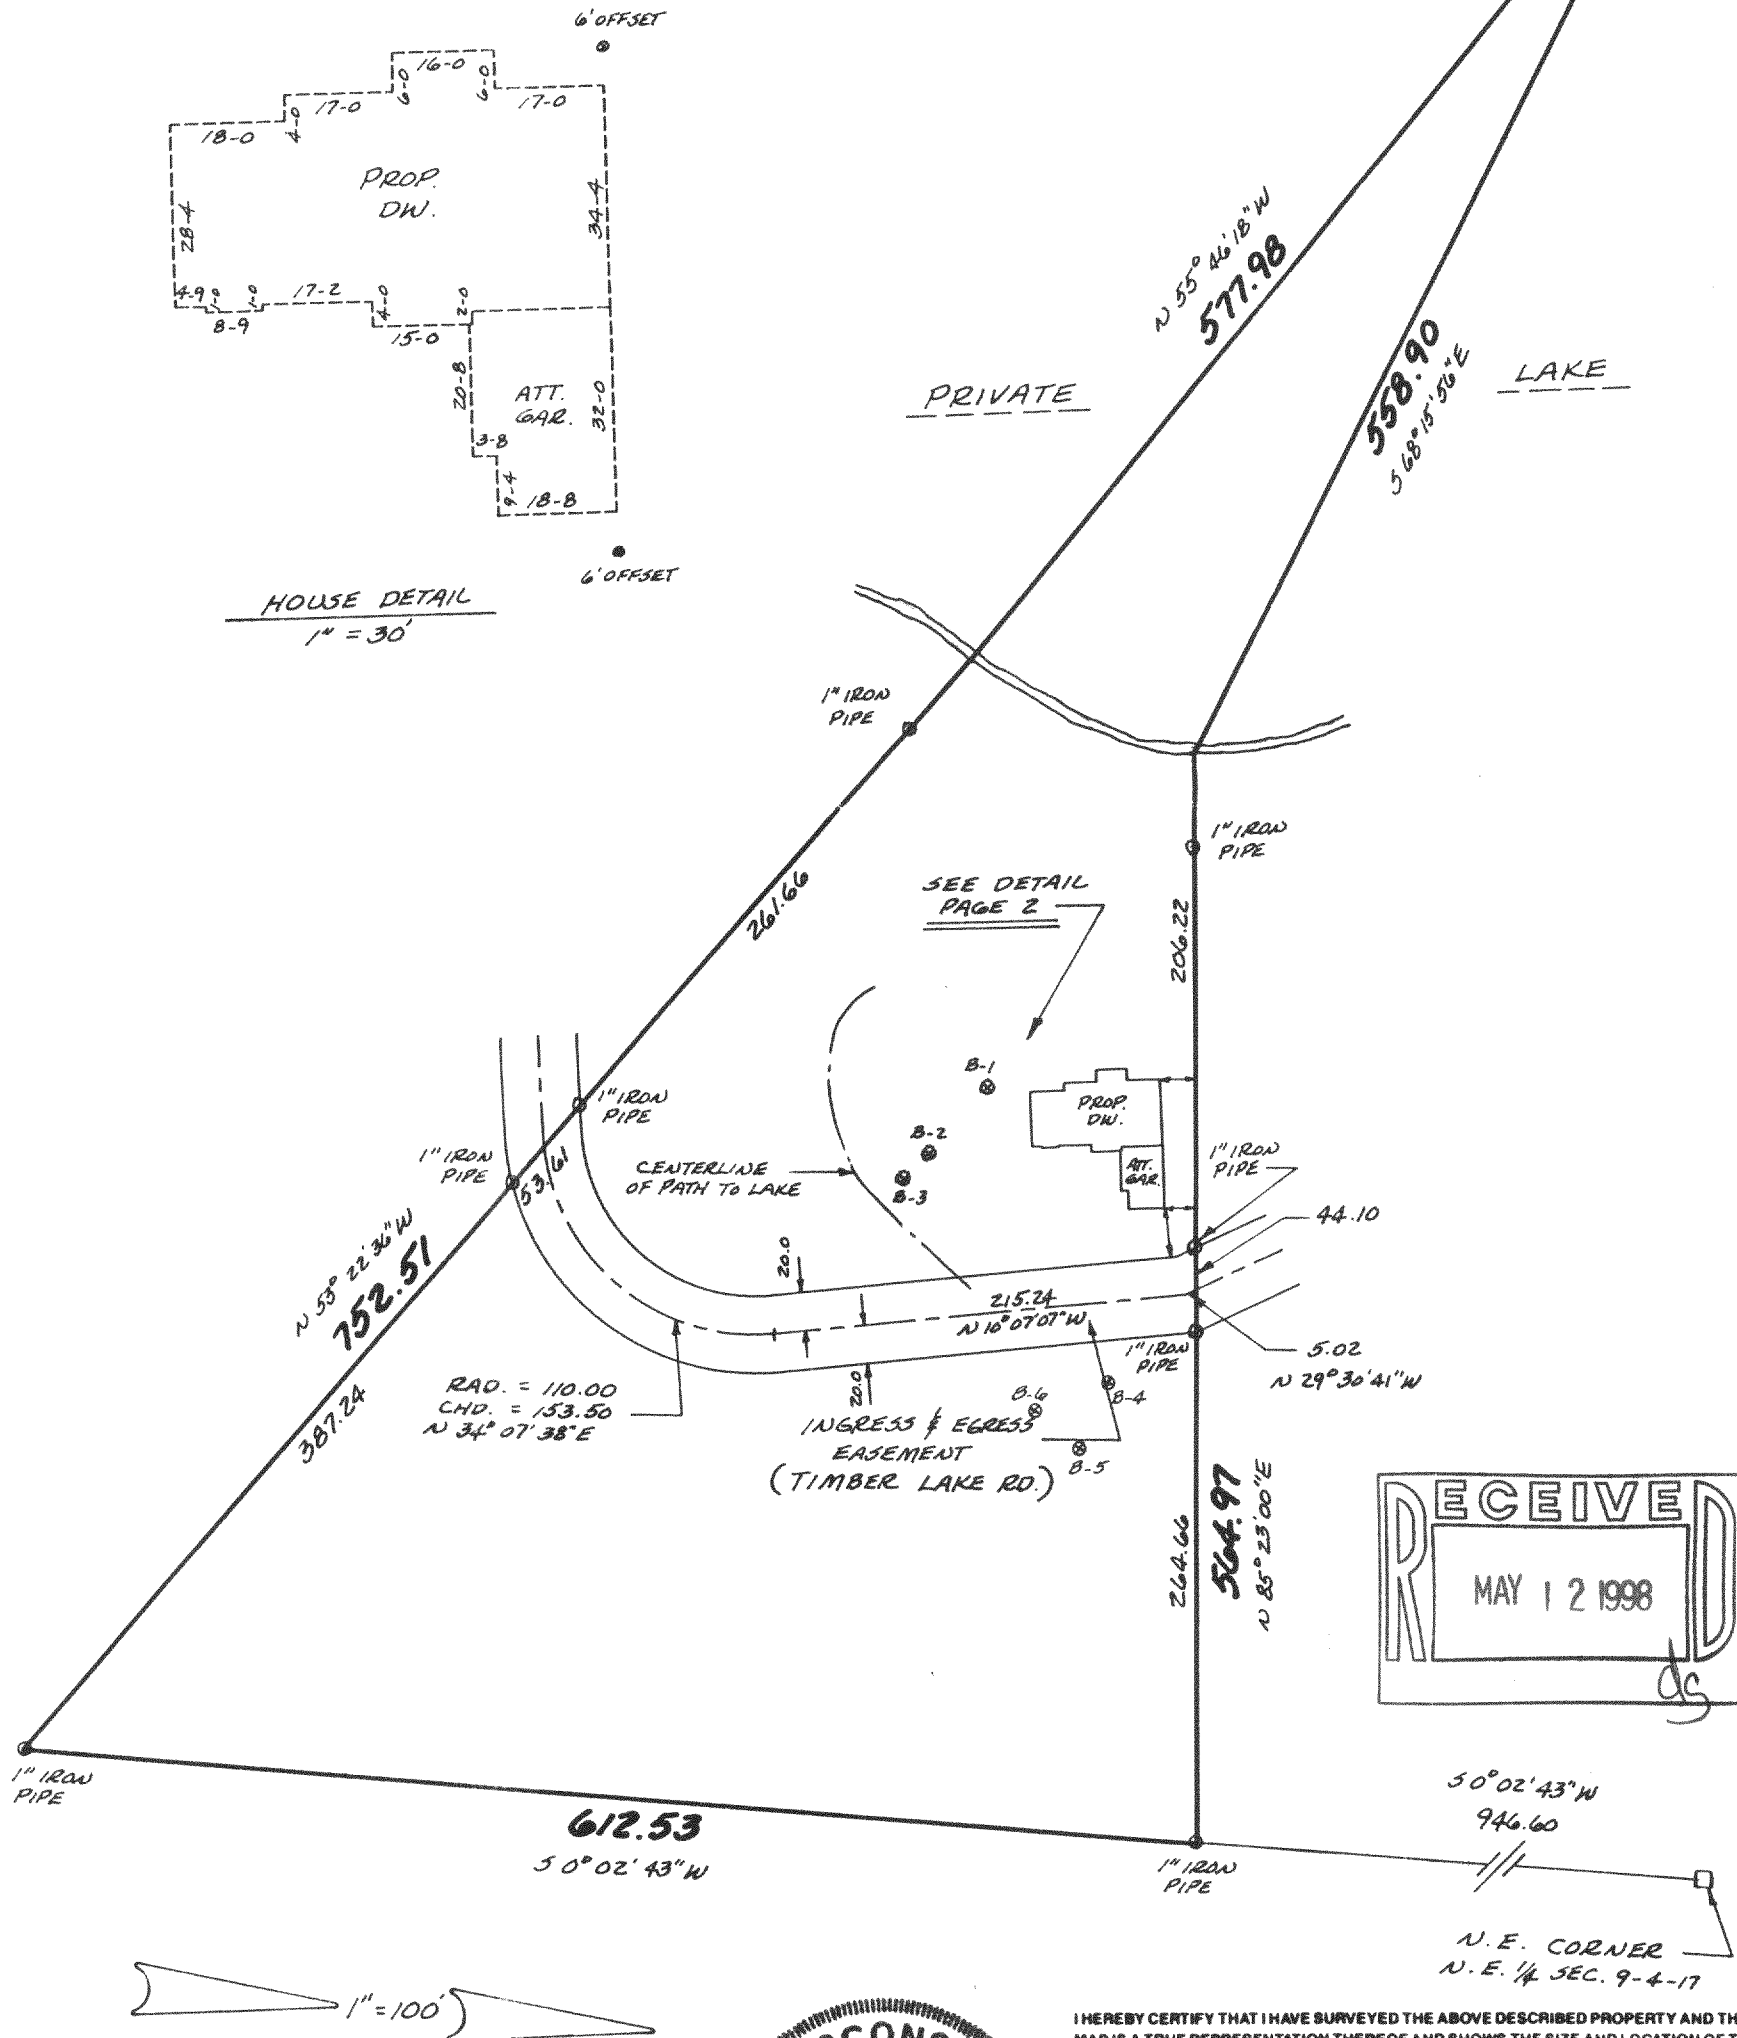 6' OFFSET
16-0
6-0
6-0
17-0
17-0
4-0
18-0
PROP.
DW.
28-4
34-4
4-9
1-0
1-0
8-9
17-2
4-0
15-0
2-0
20-8
ATT.
GAR.
32-0
3-8
9-4
18-8
6' OFFSET
HOUSE DETAIL
1" = 30'
N 55° 46' 18" W
577.98
PRIVATE
LAKE
558.90
S 68° 15' 56" E
1" IRON
PIPE
1" IRON
PIPE
261.66
SEE DETAIL
PAGE 2
206.22
B-1
PROP.
DW.
B-2
B-3
ATT.
GAR.
1" IRON
PIPE
1" IRON
PIPE
1" IRON
PIPE
53.61
CENTERLINE
OF PATH TO LAKE
44.10
20.0
215.24
N 10° 07' 07" W
1" IRON
PIPE
5.02
N 29° 30' 41" W
N 53° 22' 36" W
752.51
387.24
RAD. = 110.00
CHD. = 153.50
N 34° 07' 38" E
20.0
B-6
B-4
B-5
INGRESS & EGRESS
EASEMENT
(TIMBER LAKE RD.)
264.66
564.97
N 85° 23' 00" E
RECEIVED
MAY 12 1998
ds
1" IRON
PIPE
612.53
S 0° 02' 43" W
1" IRON
PIPE
S 0° 02' 43" W
946.60
N.E. CORNER
N.E. 1/4 SEC. 9-4-17
1" = 100'
I HEREBY CERTIFY THAT I HAVE SURVEYED THE ABOVE DESCRIBED PROPERTY AND TH